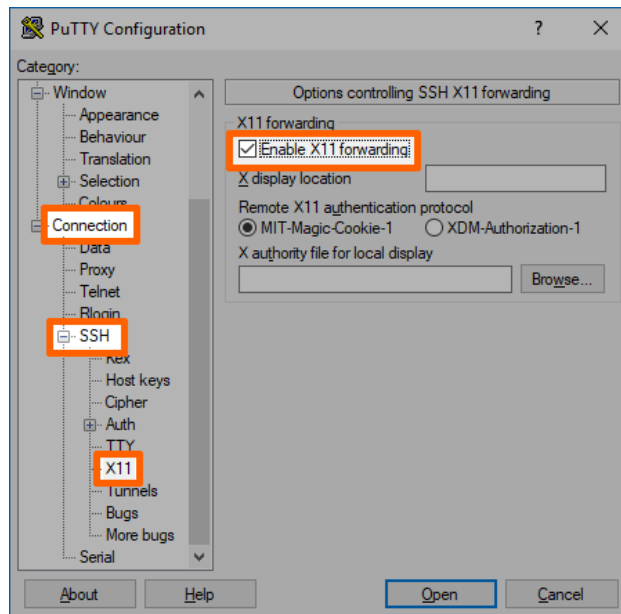 PuTTY Configuration
?
Category:
Window
Appearance
Behaviour
Translation
Selection
Colours
Connection
Data
Proxy
Telnet
Rlogin
SSH
Kex
Host keys
Cipher
Auth
TTY
X11
Tunnels
Bugs
More bugs
Serial
Options controlling SSH X11 forwarding
X11 forwarding
Enable X11 forwarding
X display location
Remote X11 authentication protocol
MIT-Magic-Cookie-1 XDM-Authorization-1
X authority file for local display
Browse...
About Help Open Cancel